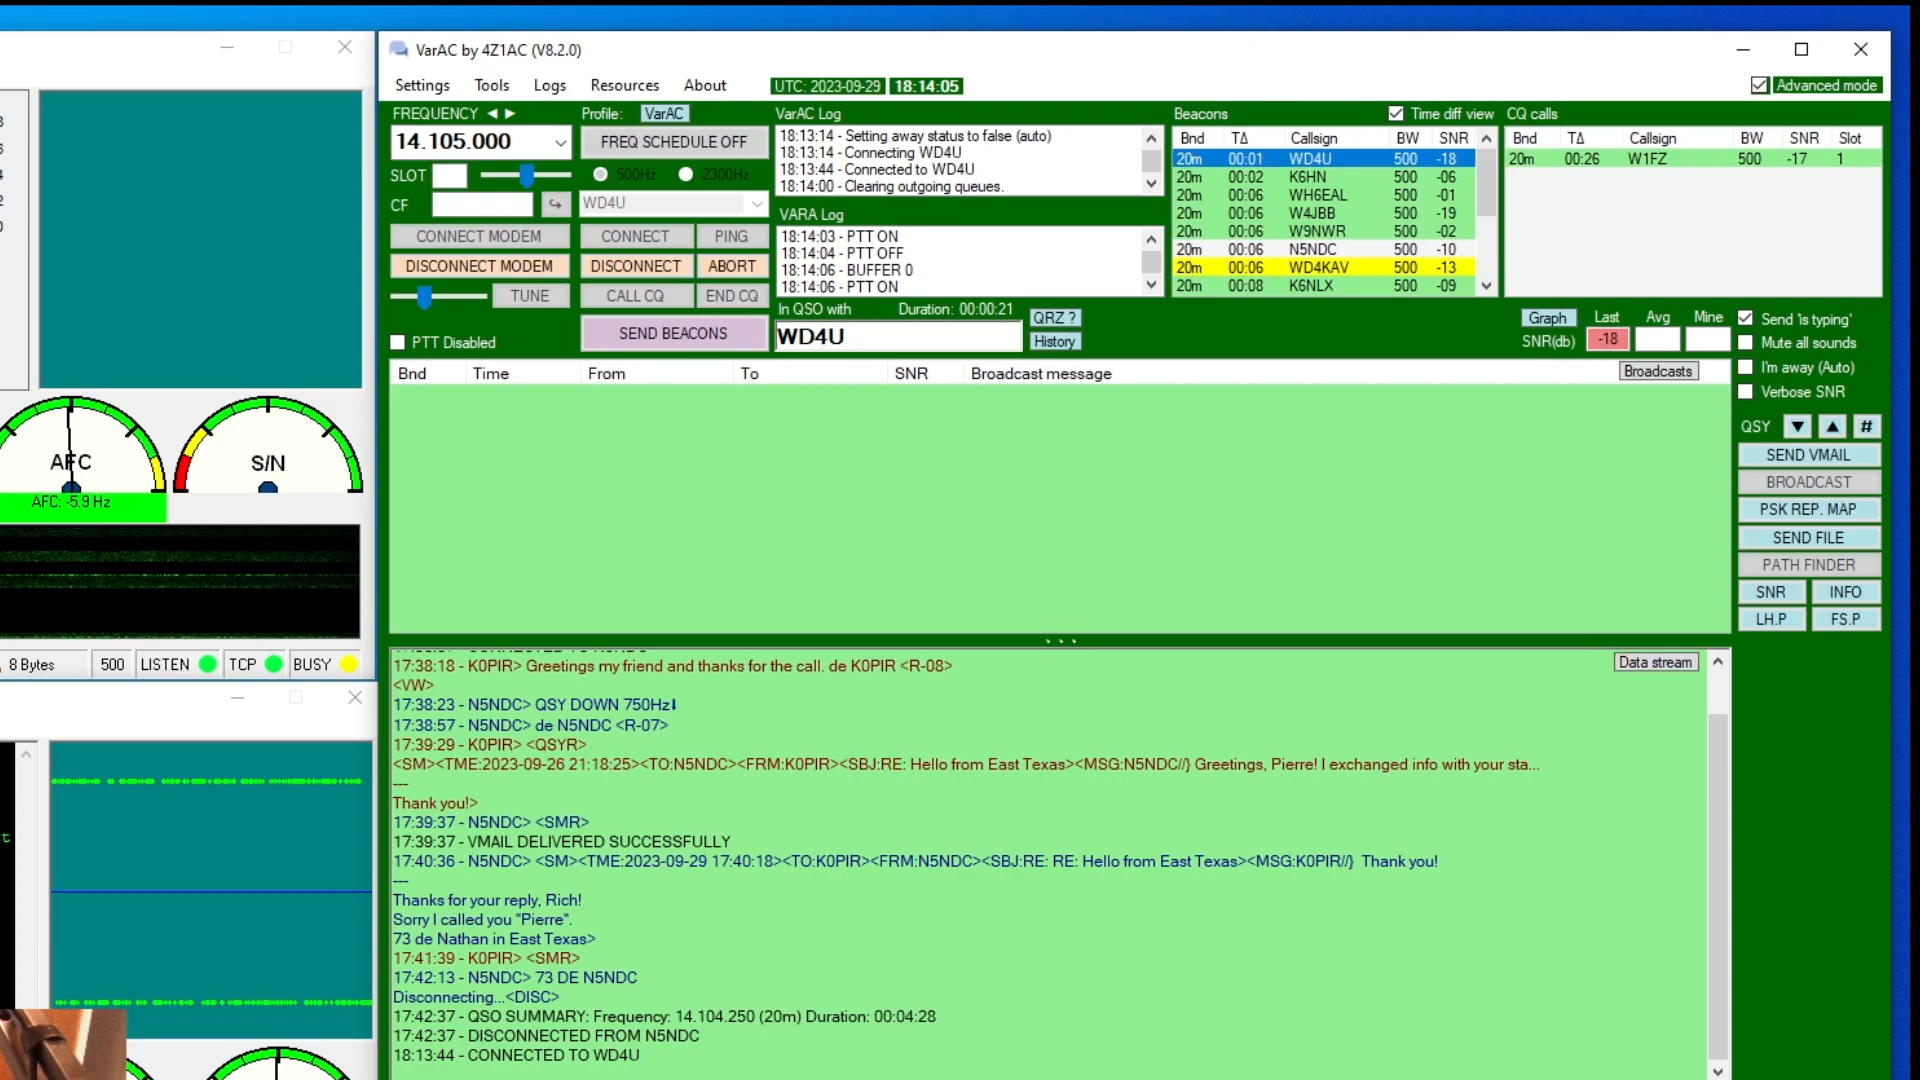 VarAC by 4Z1AC (V8.2.0)
Settings Tools Logs Resources About UTC: 2023-09-29 18:14:05 Advanced mode
FREQUENCY ◀ ▶ Profile: VarAC VarAC Log Beacons Time diff view CQ calls
14.105.000 FREQ SCHEDULE OFF
SLOT 500Hz 2300Hz
CF WD4U
CONNECT MODEM CONNECT PING
DISCONNECT MODEM DISCONNECT ABORT
TUNE CALL CQ END CQ
PTT Disabled SEND BEACONS
18:13:14 - Setting away status to false (auto)
18:13:14 - Connecting WD4U
18:13:44 - Connected to WD4U
18:14:00 - Clearing outgoing queues.
VARA Log
18:14:03 - PTT ON
18:14:04 - PTT OFF
18:14:06 - BUFFER 0
18:14:06 - PTT ON
In QSO with Duration: 00:00:21
WD4U
QRZ ?
History
Bnd TΔ Callsign BW SNR
20m 00:01 WD4U 500 -18
20m 00:02 K6HN 500 -06
20m 00:06 WH6EAL 500 -01
20m 00:06 W4JBB 500 -19
20m 00:06 W9NWR 500 -02
20m 00:06 N5NDC 500 -10
20m 00:06 WD4KAV 500 -13
20m 00:08 K6NLX 500 -09
Bnd TΔ Callsign BW SNR Slot
20m 00:26 W1FZ 500 -17 1
Graph Last Avg Mine
SNR(db) -18
Send 'is typing'
Mute all sounds
I'm away (Auto)
Verbose SNR
Bnd Time From To SNR Broadcast message Broadcasts
QSY ▼ ▲ #
SEND VMAIL
BROADCAST
PSK REP. MAP
SEND FILE
PATH FINDER
SNR INFO
LH.P FS.P
Data stream
17:38:18 - K0PIR> Greetings my friend and thanks for the call. de K0PIR <R-08>
<VW>
17:38:23 - N5NDC> QSY DOWN 750Hz⬇
17:38:57 - N5NDC> de N5NDC <R-07>
17:39:29 - K0PIR> <QSYR>
<SM><TME:2023-09-26 21:18:25><TO:N5NDC><FRM:K0PIR><SBJ:RE: Hello from East Texas><MSG:N5NDC//} Greetings, Pierre! I exchanged info with your sta...
---
Thank you!>
17:39:37 - N5NDC> <SMR>
17:39:37 - VMAIL DELIVERED SUCCESSFULLY
17:40:36 - N5NDC> <SM><TME:2023-09-29 17:40:18><TO:K0PIR><FRM:N5NDC><SBJ:RE: RE: Hello from East Texas><MSG:K0PIR//} Thank you!
---
Thanks for your reply, Rich!
Sorry I called you "Pierre".
73 de Nathan in East Texas>
17:41:39 - K0PIR> <SMR>
17:42:13 - N5NDC> 73 DE N5NDC
Disconnecting...<DISC>
17:42:37 - QSO SUMMARY: Frequency: 14.104.250 (20m) Duration: 00:04:28
17:42:37 - DISCONNECTED FROM N5NDC
18:13:44 - CONNECTED TO WD4U
AFC S/N
AFC: -5.9 Hz
8 Bytes 500 LISTEN TCP BUSY
t